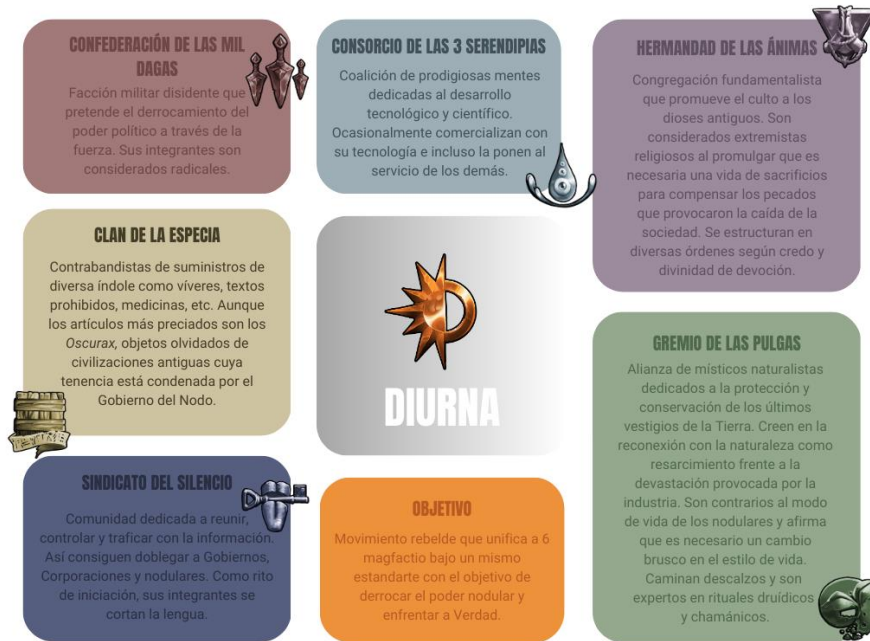 CONFEDERACIÓN DE LAS MIL
DAGAS
Facción militar disidente que
pretende el derrocamiento del
poder político a través de la
fuerza. Sus integrantes son
considerados radicales.
CONSORCIO DE LAS 3 SERENDIPIAS
Coalición de prodigiosas mentes
dedicadas al desarrollo
tecnológico y científico.
Ocasionalmente comercializan con
su tecnología e incluso la ponen al
servicio de los demás.
HERMANDAD DE LAS ÁNIMAS
Congregación fundamentalista
que promueve el culto a los
dioses antiguos. Son
considerados extremistas
religiosos al promulgar que es
necesaria una vida de sacrificios
para compensar los pecados
que provocaron la caída de la
sociedad. Se estructuran en
diversas órdenes según credo y
divinidad de devoción.
CLAN DE LA ESPECIA
Contrabandistas de suministros de
diversa índole como víveres, textos
prohibidos, medicinas, etc. Aunque
los artículos más preciados son los
Oscurax, objetos olvidados de
civilizaciones antiguas cuya
tenencia está condenada por el
Gobierno del Nodo.
DIURNA
GREMIO DE LAS PULGAS
Alianza de místicos naturalistas
dedicados a la protección y
conservación de los últimos
vestigios de la Tierra. Creen en la
reconexión con la naturaleza como
resarcimiento frente a la
devastación provocada por la
industria. Son contrarios al modo
de vida de los nodulares y afirma
que es necesario un cambio
brusco en el estilo de vida.
Caminan descalzos y son
expertos en rituales druídicos
y chamánicos.
SINDICATO DEL SILENCIO
Comunidad dedicada a reunir,
controlar y traficar con la información.
Así consiguen doblegar a Gobiernos,
Corporaciones y nodulares. Como rito
de iniciación, sus integrantes se
cortan la lengua.
OBJETIVO
Movimiento rebelde que unifica a 6
magfactio bajo un mismo
estandarte con el objetivo de
derrocar el poder nodular y
enfrentar a Verdad.